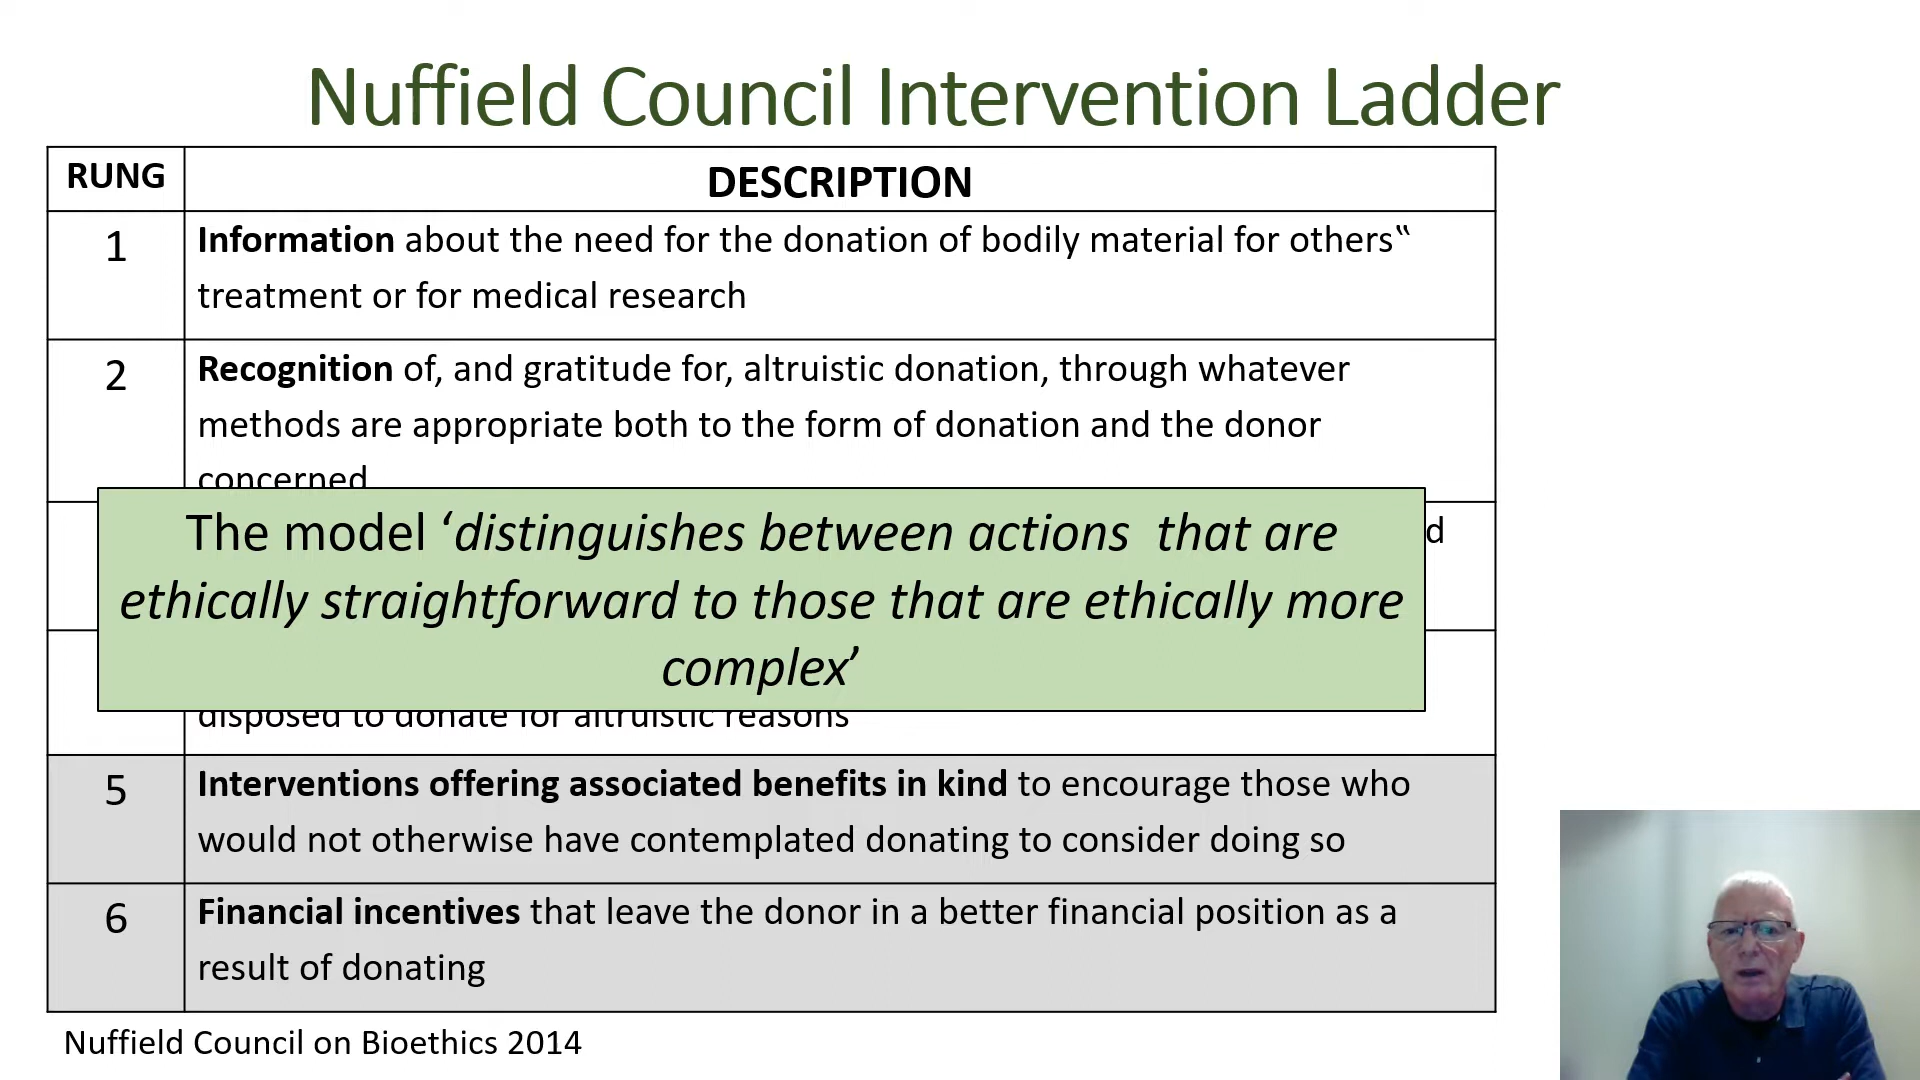 Nuffield Council Intervention Ladder
RUNG
DESCRIPTION
1
Information about the need for the donation of bodily material for others‟
treatment or for medical research
2
Recognition of, and gratitude for, altruistic donation, through whatever
methods are appropriate both to the form of donation and the donor
concerned
d
The model ‘distinguishes between actions  that are
ethically straightforward to those that are ethically more
complex’
disposed to donate for altruistic reasons
5
Interventions offering associated benefits in kind to encourage those who
would not otherwise have contemplated donating to consider doing so
6
Financial incentives that leave the donor in a better financial position as a
result of donating
Nuffield Council on Bioethics 2014